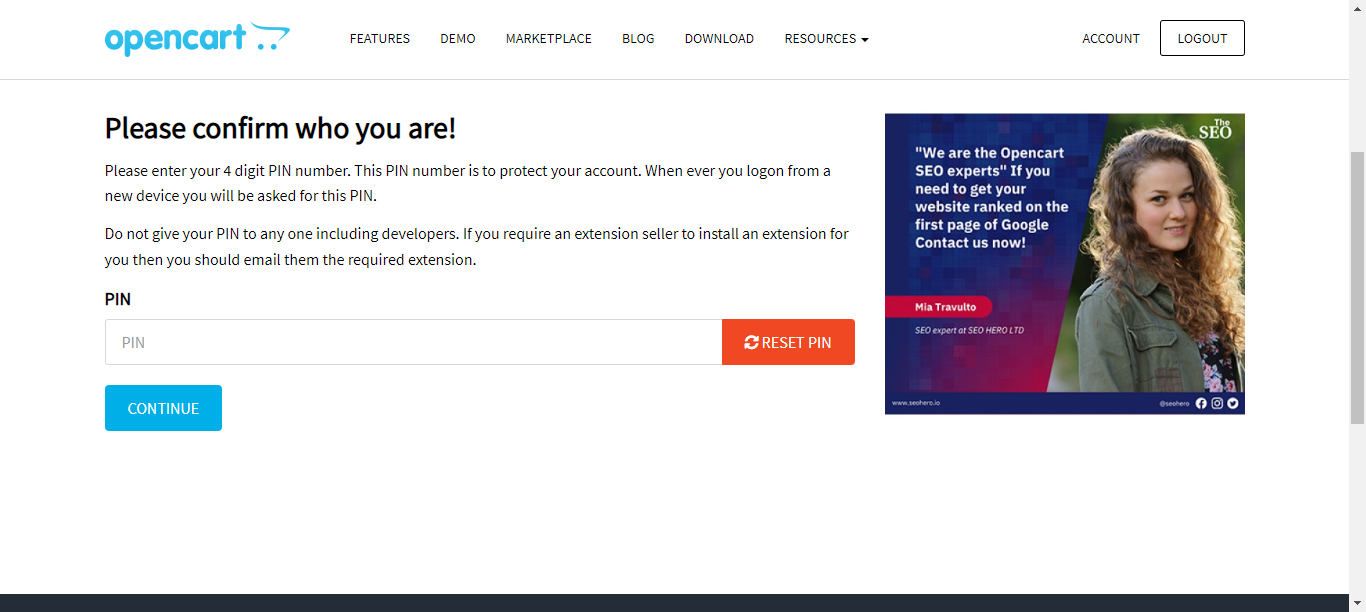 opencart
FEATURES
DEMO
MARKETPLACE
BLOG
DOWNLOAD
RESOURCES
ACCOUNT
LOGOUT
Please confirm who you are!
Please enter your 4 digit PIN number. This PIN number is to protect your account. When ever you logon from a
new device you will be asked for this PIN.
Do not give your PIN to any one including developers. If you require an extension seller to install an extension for
you then you should email them the required extension.
PIN
PIN
RESET PIN
CONTINUE
The
SEO
"We are the Opencart
SEO experts" If you
need to get your
website ranked on the
first page of Google
Contact us now!
Mia Travulto
SEO expert at SEO HERO LTD
www.seohero.io
@seohero